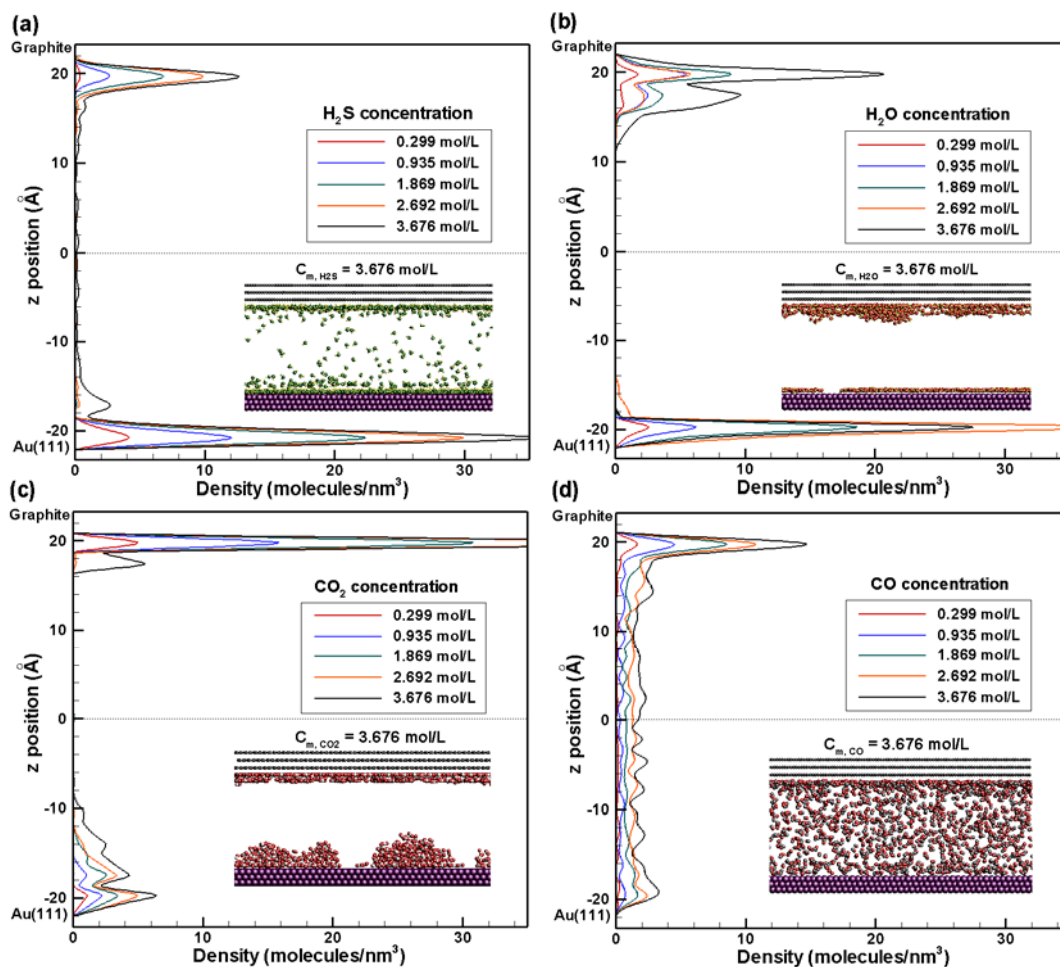 (a)
Graphite
20
10
0
-10
-20
Au(111)
z position (Å)
H₂S concentration
0.299 mol/L
0.935 mol/L
1.869 mol/L
2.692 mol/L
3.676 mol/L
C m, H2S = 3.676 mol/L
0 10 20 30
Density (molecules/nm³)
(b)
Graphite
20
10
0
-10
-20
Au(111)
z position (Å)
H₂O concentration
0.299 mol/L
0.935 mol/L
1.869 mol/L
2.692 mol/L
3.676 mol/L
C m, H2O = 3.676 mol/L
0 10 20 30
Density (molecules/nm³)
(c)
Graphite
20
10
0
-10
-20
Au(111)
z position (Å)
CO₂ concentration
0.299 mol/L
0.935 mol/L
1.869 mol/L
2.692 mol/L
3.676 mol/L
C m, CO2 = 3.676 mol/L
0 10 20 30
Density (molecules/nm³)
(d)
Graphite
20
10
0
-10
-20
Au(111)
z position (Å)
CO concentration
0.299 mol/L
0.935 mol/L
1.869 mol/L
2.692 mol/L
3.676 mol/L
C m, CO = 3.676 mol/L
0 10 20 30
Density (molecules/nm³)